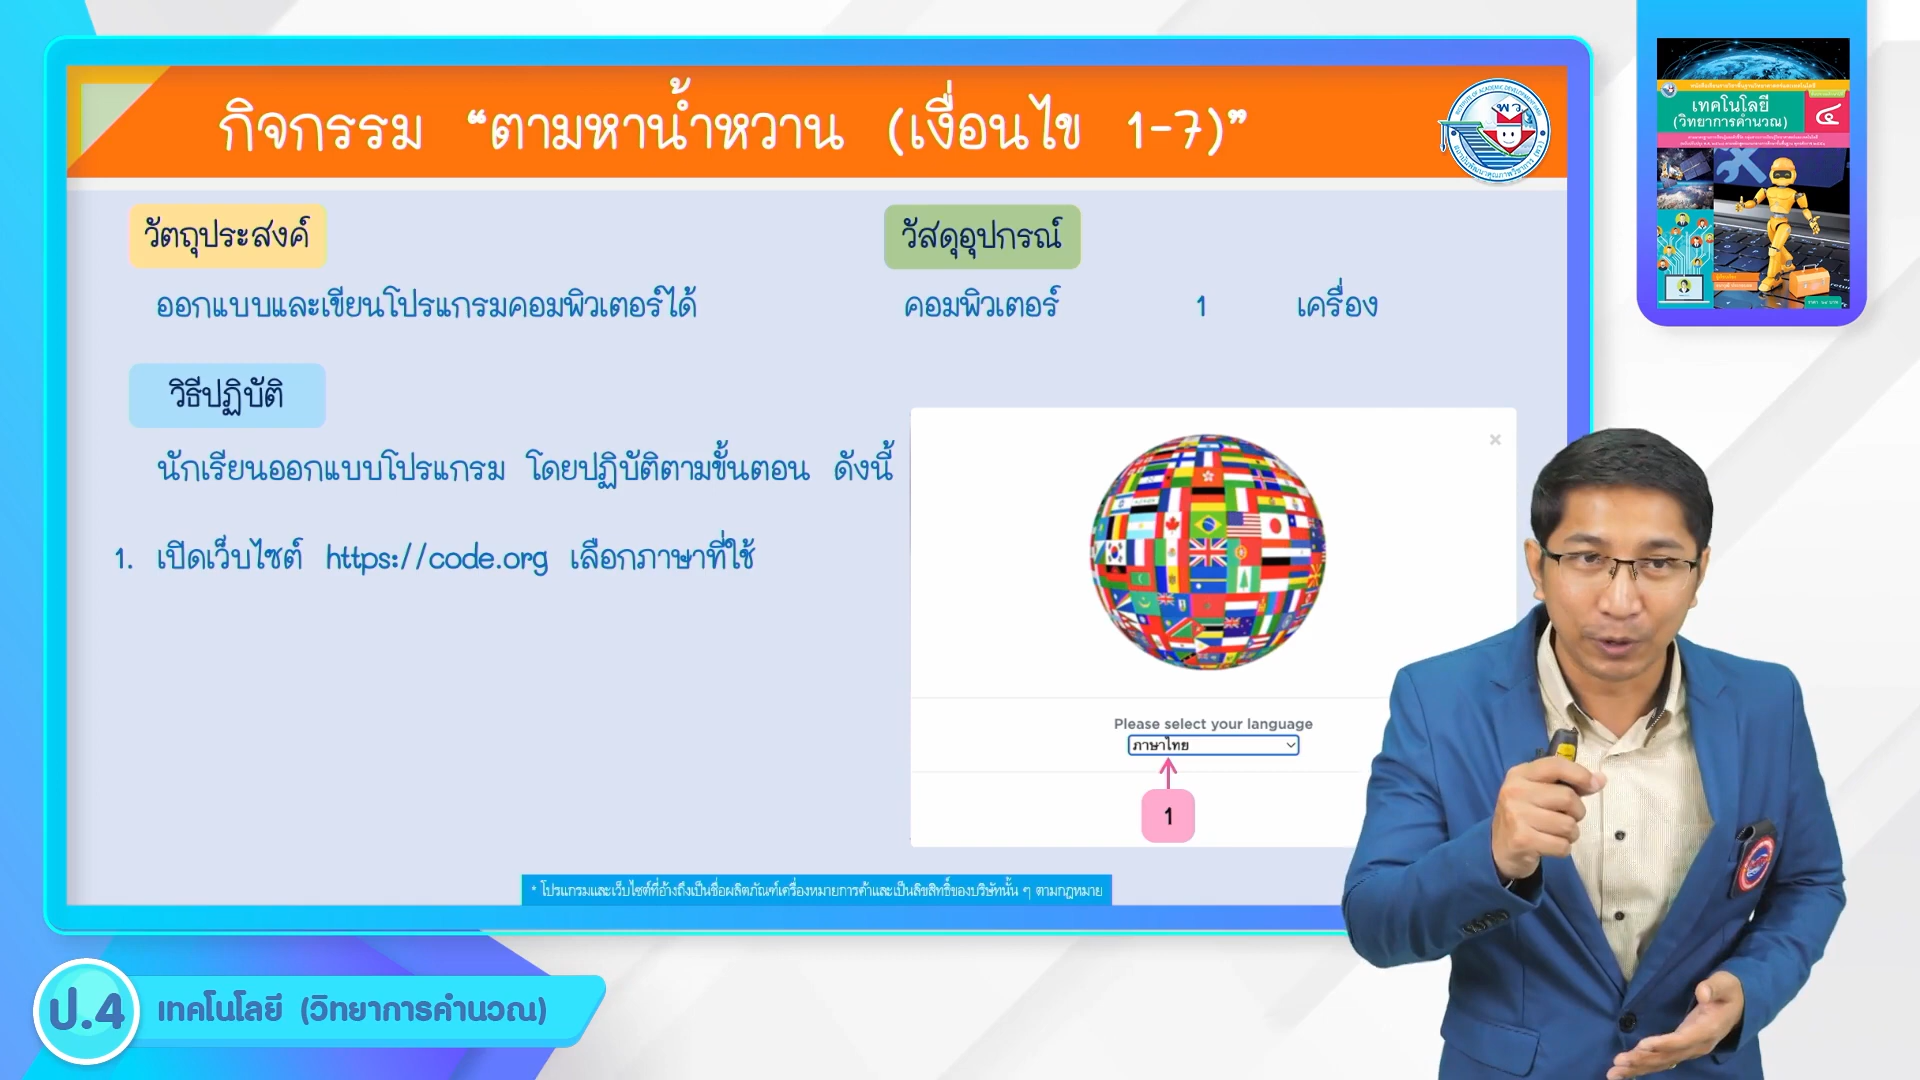 กิจกรรม “ตามหาน้ำหวาน (เงื่อนไข 1-7)”
วัตถุประสงค์
ออกแบบและเขียนโปรแกรมคอมพิวเตอร์ได้
วัสดุอุปกรณ์
คอมพิวเตอร์ 1 เครื่อง
วิธีปฏิบัติ
นักเรียนออกแบบโปรแกรม โดยปฏิบัติตามขั้นตอน ดังนี้
1. เปิดเว็บไซต์ https://code.org เลือกภาษาที่ใช้
Please select your language
ภาษาไทย
1
* โปรแกรมและเว็บไซต์ที่อ้างถึงเป็นชื่อผลิตภัณฑ์เครื่องหมายการค้าและเป็นลิขสิทธิ์ของบริษัทนั้น ๆ ตามกฎหมาย
ป.4 เทคโนโลยี (วิทยาการคำนวณ)
เทคโนโลยี
(วิทยาการคำนวณ)
๔
พว